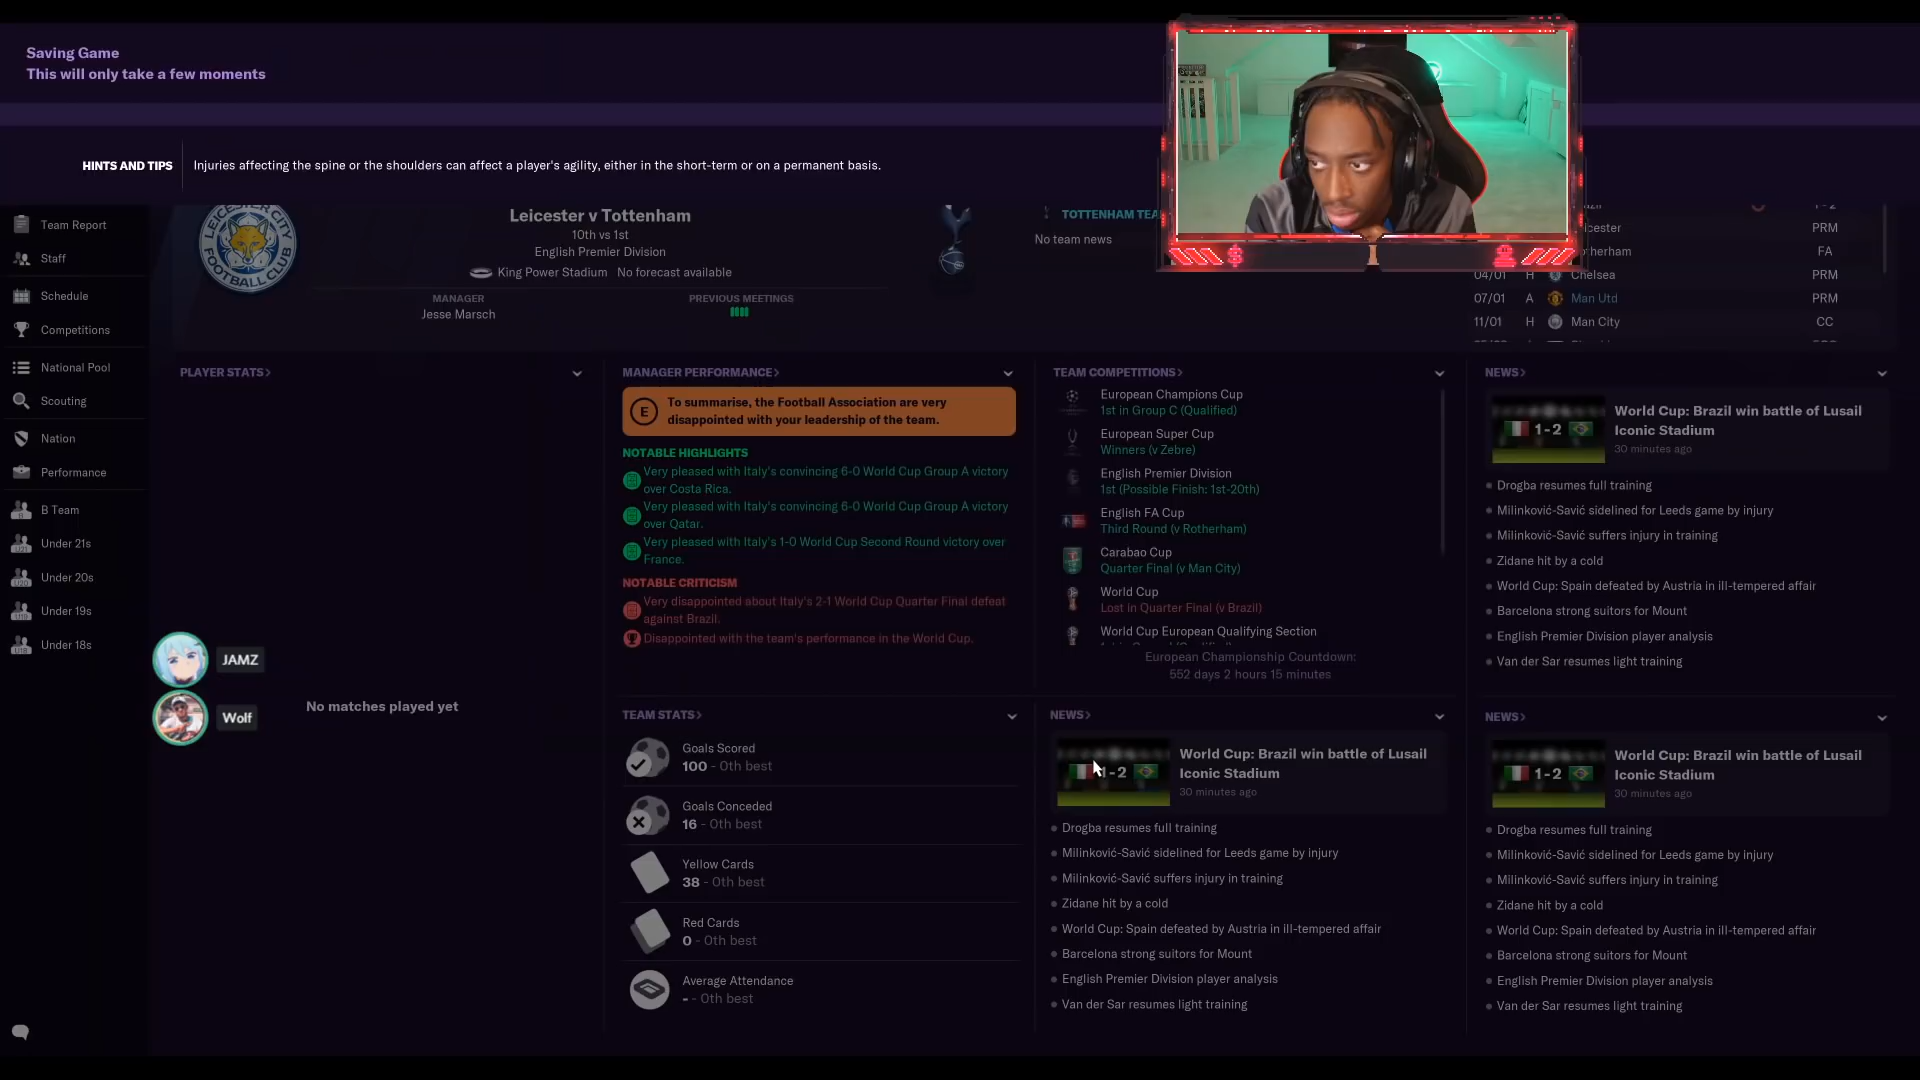 Saving Game
This will only take a few moments
HINTS AND TIPS
Injuries affecting the spine or the shoulders can affect a player's agility, either in the short-term or on a permanent basis.
Team Report
Staff
Schedule
Competitions
National Pool
Scouting
Nation
Performance
B Team
Under 21s
Under 20s
Under 19s
Under 18s
LEICESTER CITY
FOOTBALL CLUB
Leicester v Tottenham
10th vs 1st
English Premier Division
King Power Stadium No forecast available
MANAGER
Jesse Marsch
PREVIOUS MEETINGS
TOTTENHAM TEA
No team news
PRM
FA
04/01 H Chelsea PRM
07/01 A Man Utd PRM
11/01 H Man City CC
PLAYER STATS>
JAMZ
Wolf
No matches played yet
MANAGER PERFORMANCE>
E
To summarise, the Football Association are very
disappointed with your leadership of the team.
NOTABLE HIGHLIGHTS
Very pleased with Italy's convincing 6-0 World Cup Group A victory
over Costa Rica.
Very pleased with Italy's convincing 6-0 World Cup Group A victory
over Qatar.
Very pleased with Italy's 1-0 World Cup Second Round victory over
France.
NOTABLE CRITICISM
Very disappointed about Italy's 2-1 World Cup Quarter Final defeat
against Brazil.
Disappointed with the team's performance in the World Cup.
TEAM COMPETITIONS>
European Champions Cup
1st in Group C (Qualified)
European Super Cup
Winners (v Zebre)
English Premier Division
1st (Possible Finish: 1st-20th)
English FA Cup
Third Round (v Rotherham)
Carabao Cup
Quarter Final (v Man City)
World Cup
Lost in Quarter Final (v Brazil)
World Cup European Qualifying Section
European Championship Countdown:
552 days 2 hours 15 minutes
NEWS>
1-2
World Cup: Brazil win battle of Lusail
Iconic Stadium
30 minutes ago
Drogba resumes full training
Milinković-Savić sidelined for Leeds game by injury
Milinković-Savić suffers injury in training
Zidane hit by a cold
World Cup: Spain defeated by Austria in ill-tempered affair
Barcelona strong suitors for Mount
English Premier Division player analysis
Van der Sar resumes light training
TEAM STATS>
Goals Scored
100 - 0th best
Goals Conceded
16 - 0th best
Yellow Cards
38 - 0th best
Red Cards
0 - 0th best
Average Attendance
- - 0th best
NEWS>
-2
World Cup: Brazil win battle of Lusail
Iconic Stadium
30 minutes ago
Drogba resumes full training
Milinković-Savić sidelined for Leeds game by injury
Milinković-Savić suffers injury in training
Zidane hit by a cold
World Cup: Spain defeated by Austria in ill-tempered affair
Barcelona strong suitors for Mount
English Premier Division player analysis
Van der Sar resumes light training
NEWS>
1-2
World Cup: Brazil win battle of Lusail
Iconic Stadium
30 minutes ago
Drogba resumes full training
Milinković-Savić sidelined for Leeds game by injury
Milinković-Savić suffers injury in training
Zidane hit by a cold
World Cup: Spain defeated by Austria in ill-tempered affair
Barcelona strong suitors for Mount
English Premier Division player analysis
Van der Sar resumes light training